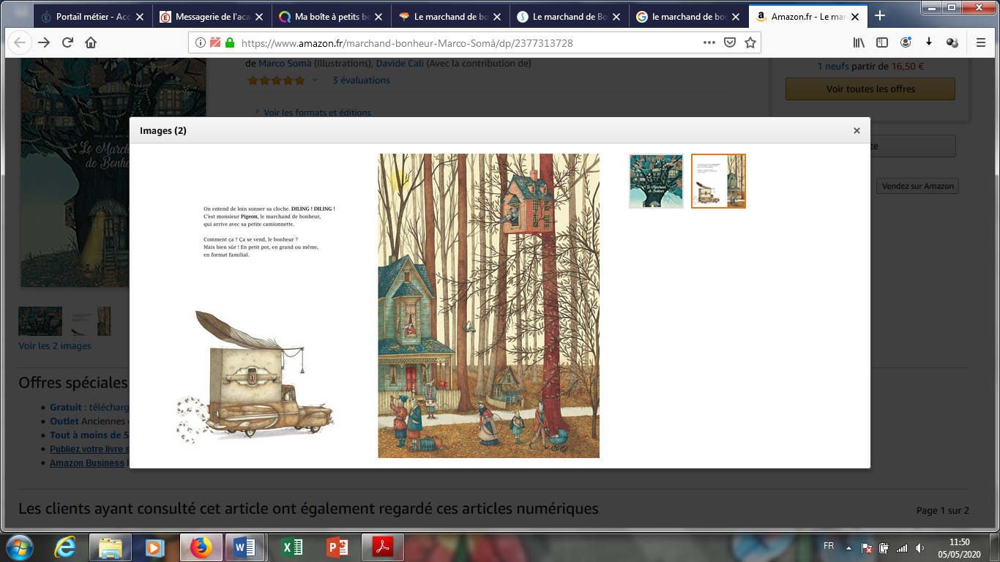 Portail métier - Acc
Messagerie de l'aca
Ma boîte à petits bo
Le marchand de bo
Le marchand de Bo
le marchand de bon
Amazon.fr - Le mar
https://www.amazon.fr/marchand-bonheur-Marco-Somà/dp/2377313728
de Marco Somà (Illustrations), Davide Cali (Avec la contribution de)
3 évaluations
Voir les formats et éditions
1 neufs à partir de 16,50 €
Voir toutes les offres
te
Vendez sur Amazon
Le Marchand
de Bonheur
Voir les 2 images
Images (2)
On entend de loin sonner sa cloche. DILING ! DILING !
C'est monsieur Pigeon, le marchand de bonheur,
qui arrive avec sa petite camionnette.
Comment ça ? Ça se vend, le bonheur ?
Mais bien sûr ! En petit pot, en grand ou même,
en format familial.
Le Marchand
de Bonheur
Offres spéciales
Gratuit : télécharg
Outlet Anciennes
Tout à moins de 5
Publiez votre livre s
Amazon Business
Les clients ayant consulté cet article ont également regardé ces articles numériques
Page 1 sur 2
FR
11:50
05/05/2020